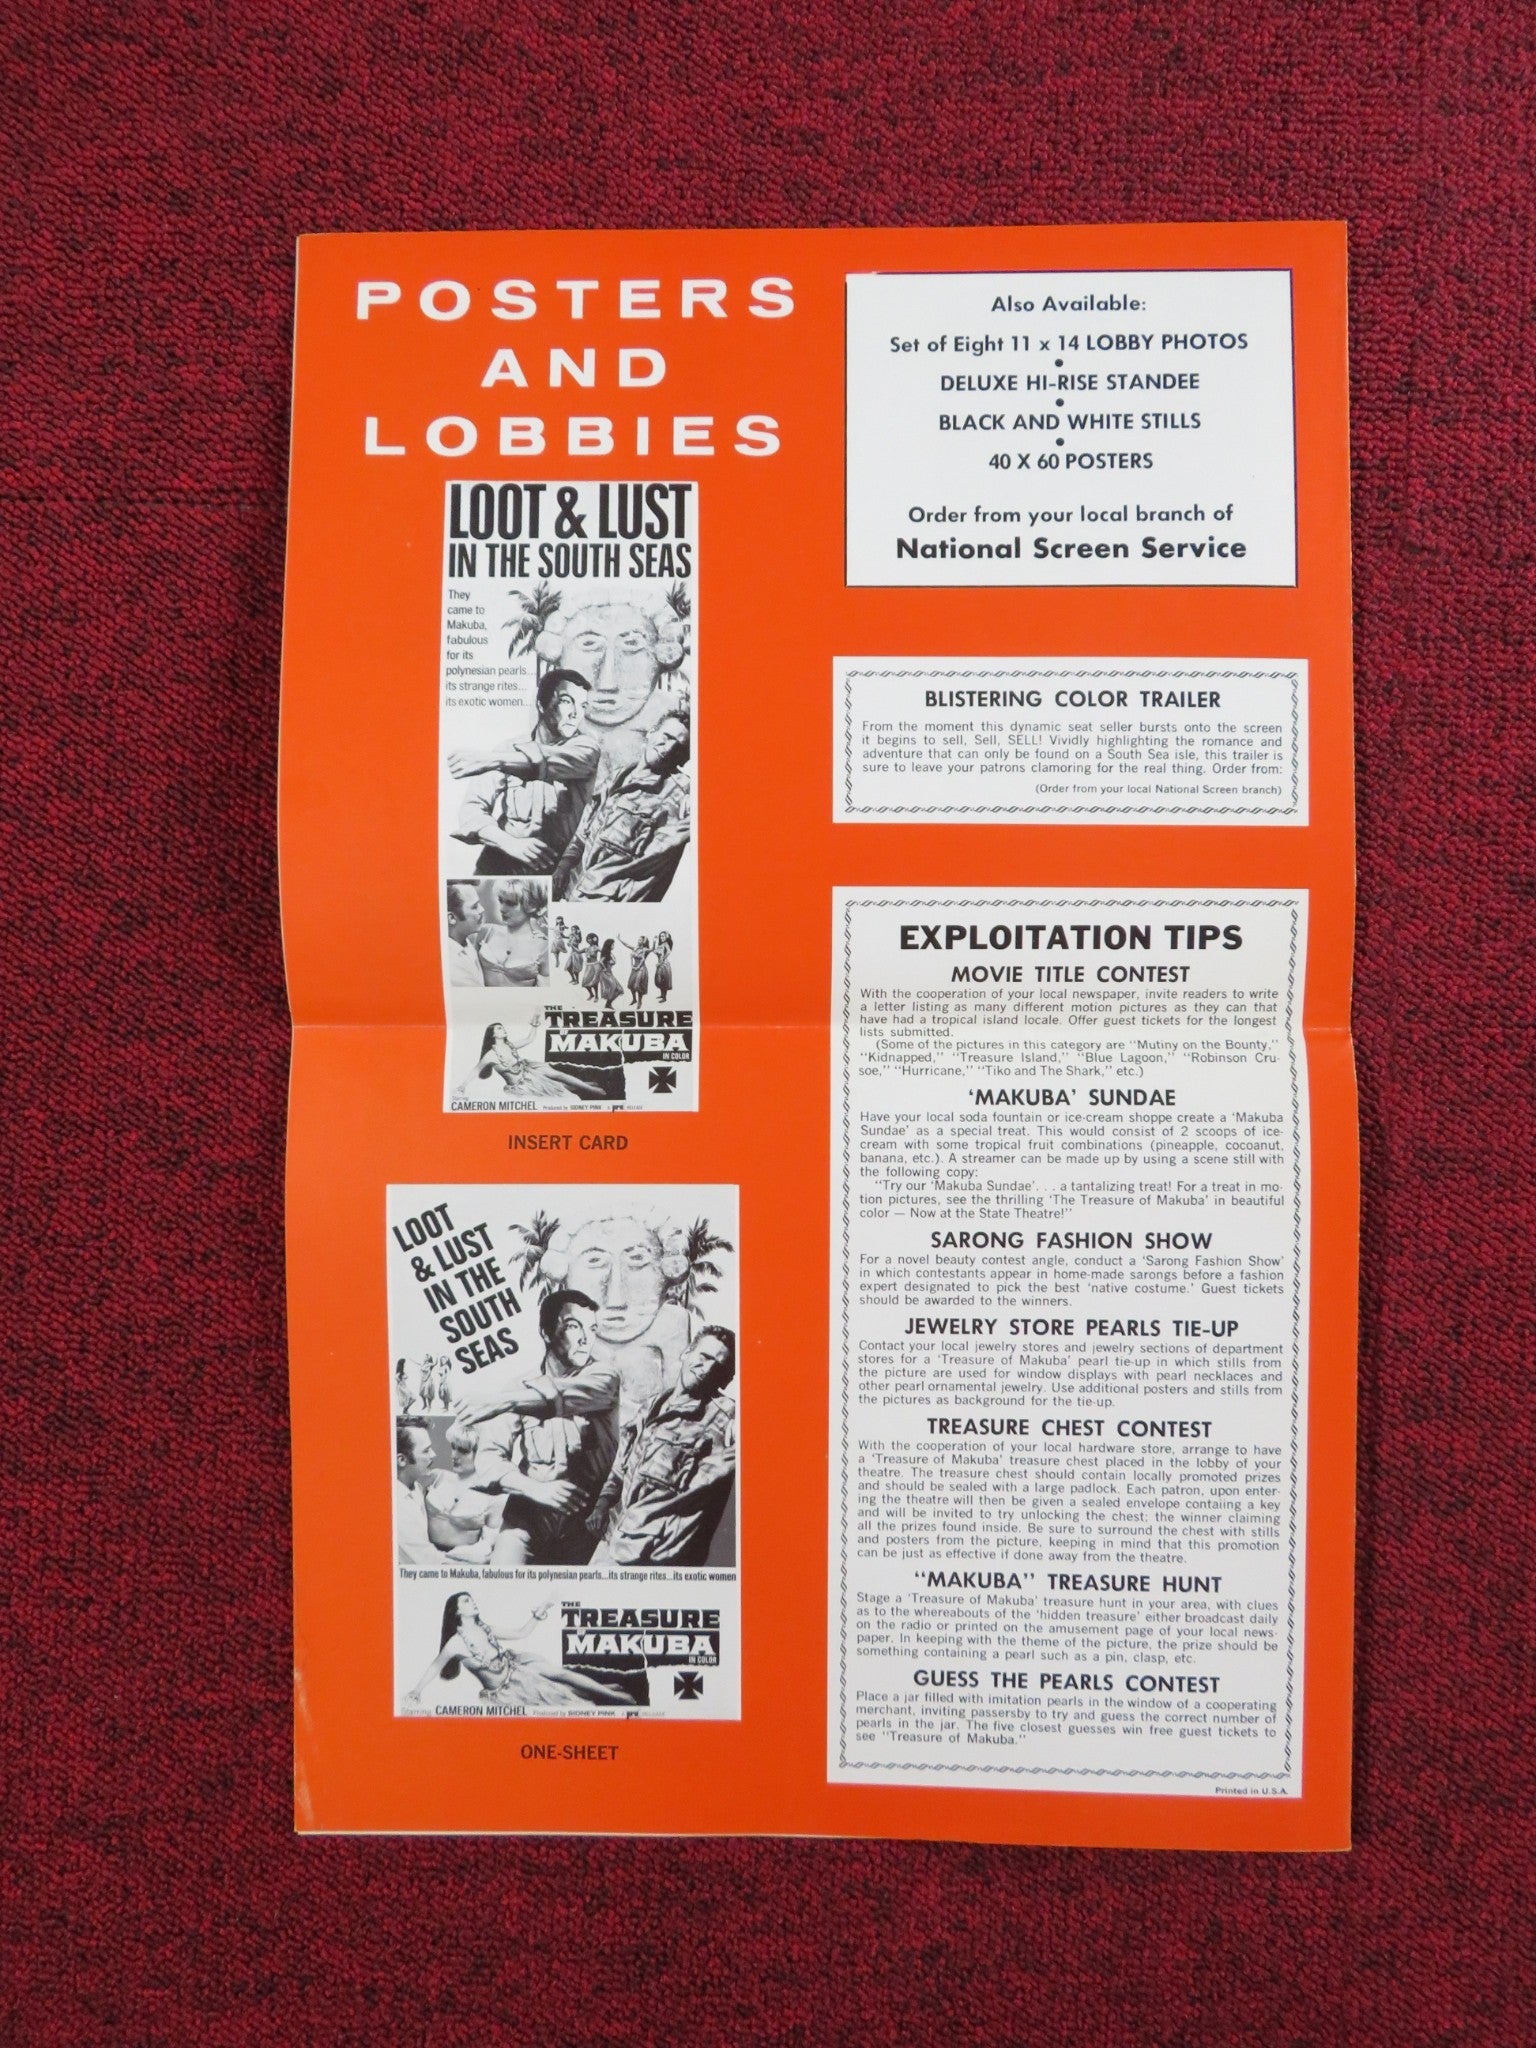 POSTERS
AND
LOBBIES
LOOT & LUST
IN THE SOUTH SEAS
They
came to
Makuba,
fabulous
for its
polynesian pearls...
its strange rites...
its exotic women...
THE
TREASURE
OF
MAKUBA
IN COLOR
Starring
CAMERON MITCHEL Produced by SIDNEY PINK A pro RELEASE
INSERT CARD
LOOT
& LUST
IN THE
SOUTH
SEAS
They came to Makuba, fabulous for its polynesian pearls...its strange rites...its exotic women
THE
TREASURE
OF
MAKUBA
IN COLOR
Starring CAMERON MITCHEL Produced by SIDNEY PINK A pro RELEASE
ONE-SHEET
Also Available:
Set of Eight 11 x 14 LOBBY PHOTOS
•
DELUXE HI-RISE STANDEE
•
BLACK AND WHITE STILLS
•
40 X 60 POSTERS
Order from your local branch of
National Screen Service
BLISTERING COLOR TRAILER
From the moment this dynamic seat seller bursts onto the screen
it begins to sell, Sell, SELL! Vividly highlighting the romance and
adventure that can only be found on a South Sea isle, this trailer is
sure to leave your patrons clamoring for the real thing. Order from:
(Order from your local National Screen branch)
EXPLOITATION TIPS
MOVIE TITLE CONTEST
With the cooperation of your local newspaper, invite readers to write
a letter listing as many different motion pictures as they can that
have had a tropical island locale. Offer guest tickets for the longest
lists submitted.
(Some of the pictures in this category are "Mutiny on the Bounty,"
"Kidnapped," "Treasure Island," "Blue Lagoon," "Robinson Cru-
soe," "Hurricane," "Tiko and The Shark," etc.)
'MAKUBA' SUNDAE
Have your local soda fountain or ice-cream shoppe create a 'Makuba
Sundae' as a special treat. This would consist of 2 scoops of ice-
cream with some tropical fruit combinations (pineapple, cocoanut,
banana, etc.). A streamer can be made up by using a scene still with
the following copy:
"Try our 'Makuba Sundae'. . . a tantalizing treat! For a treat in mo-
tion pictures, see the thrilling 'The Treasure of Makuba' in beautiful
color — Now at the State Theatre!"
SARONG FASHION SHOW
For a novel beauty contest angle, conduct a 'Sarong Fashion Show'
in which contestants appear in home-made sarongs before a fashion
expert designated to pick the best 'native costume.' Guest tickets
should be awarded to the winners.
JEWELRY STORE PEARLS TIE-UP
Contact your local jewelry stores and jewelry sections of department
stores for a 'Treasure of Makuba' pearl tie-up in which stills from
the picture are used for window displays with pearl necklaces and
other pearl ornamental jewelry. Use additional posters and stills from
the pictures as background for the tie-up.
TREASURE CHEST CONTEST
With the cooperation of your local hardware store, arrange to have
a 'Treasure of Makuba' treasure chest placed in the lobby of your
theatre. The treasure chest should contain locally promoted prizes
and should be sealed with a large padlock. Each patron, upon enter-
ing the theatre will then be given a sealed envelope contaiing a key
and will be invited to try unlocking the chest; the winner claiming
all the prizes found inside. Be sure to surround the chest with stills
and posters from the picture, keeping in mind that this promotion
can be just as effective if done away from the theatre.
"MAKUBA" TREASURE HUNT
Stage a 'Treasure of Makuba' treasure hunt in your area, with clues
as to the whereabouts of the 'hidden treasure' either broadcast daily
on the radio or printed on the amusement page of your local news-
paper. In keeping with the theme of the picture, the prize should be
something containing a pearl such as a pin, clasp, etc.
GUESS THE PEARLS CONTEST
Place a jar filled with imitation pearls in the window of a cooperating
merchant, inviting passersby to try and guess the correct number of
pearls in the jar. The five closest guesses win free guest tickets to
see "Treasure of Makuba."
Printed in U.S.A.